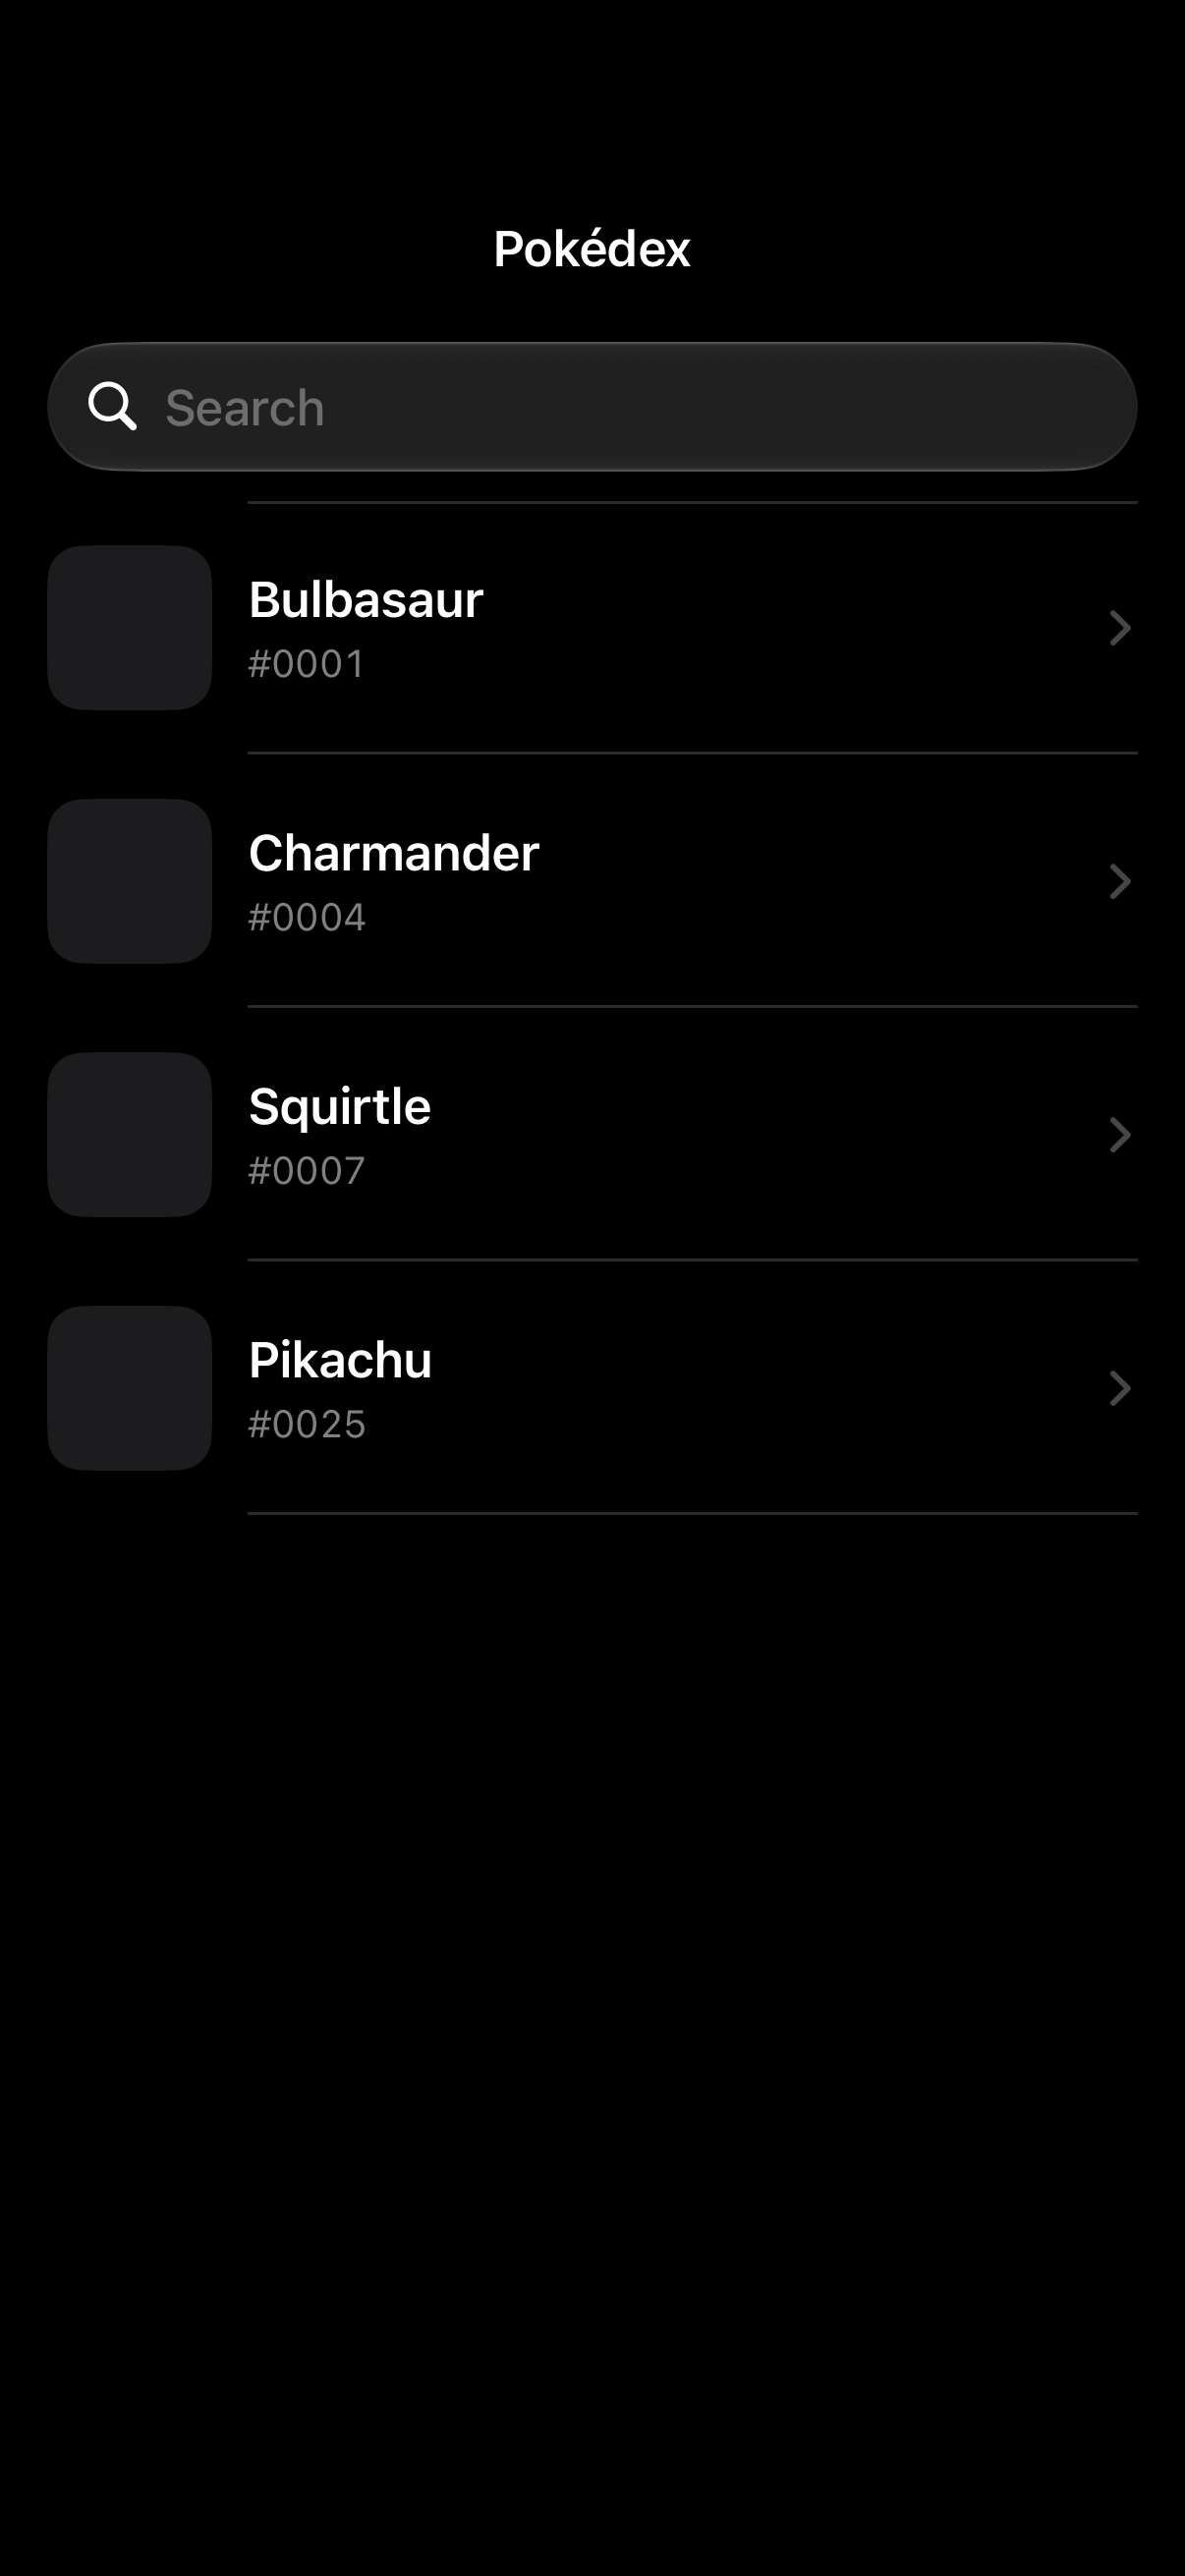 Pokédex
Search
Bulbasaur
#0001
Charmander
#0004
Squirtle
#0007
Pikachu
#0025